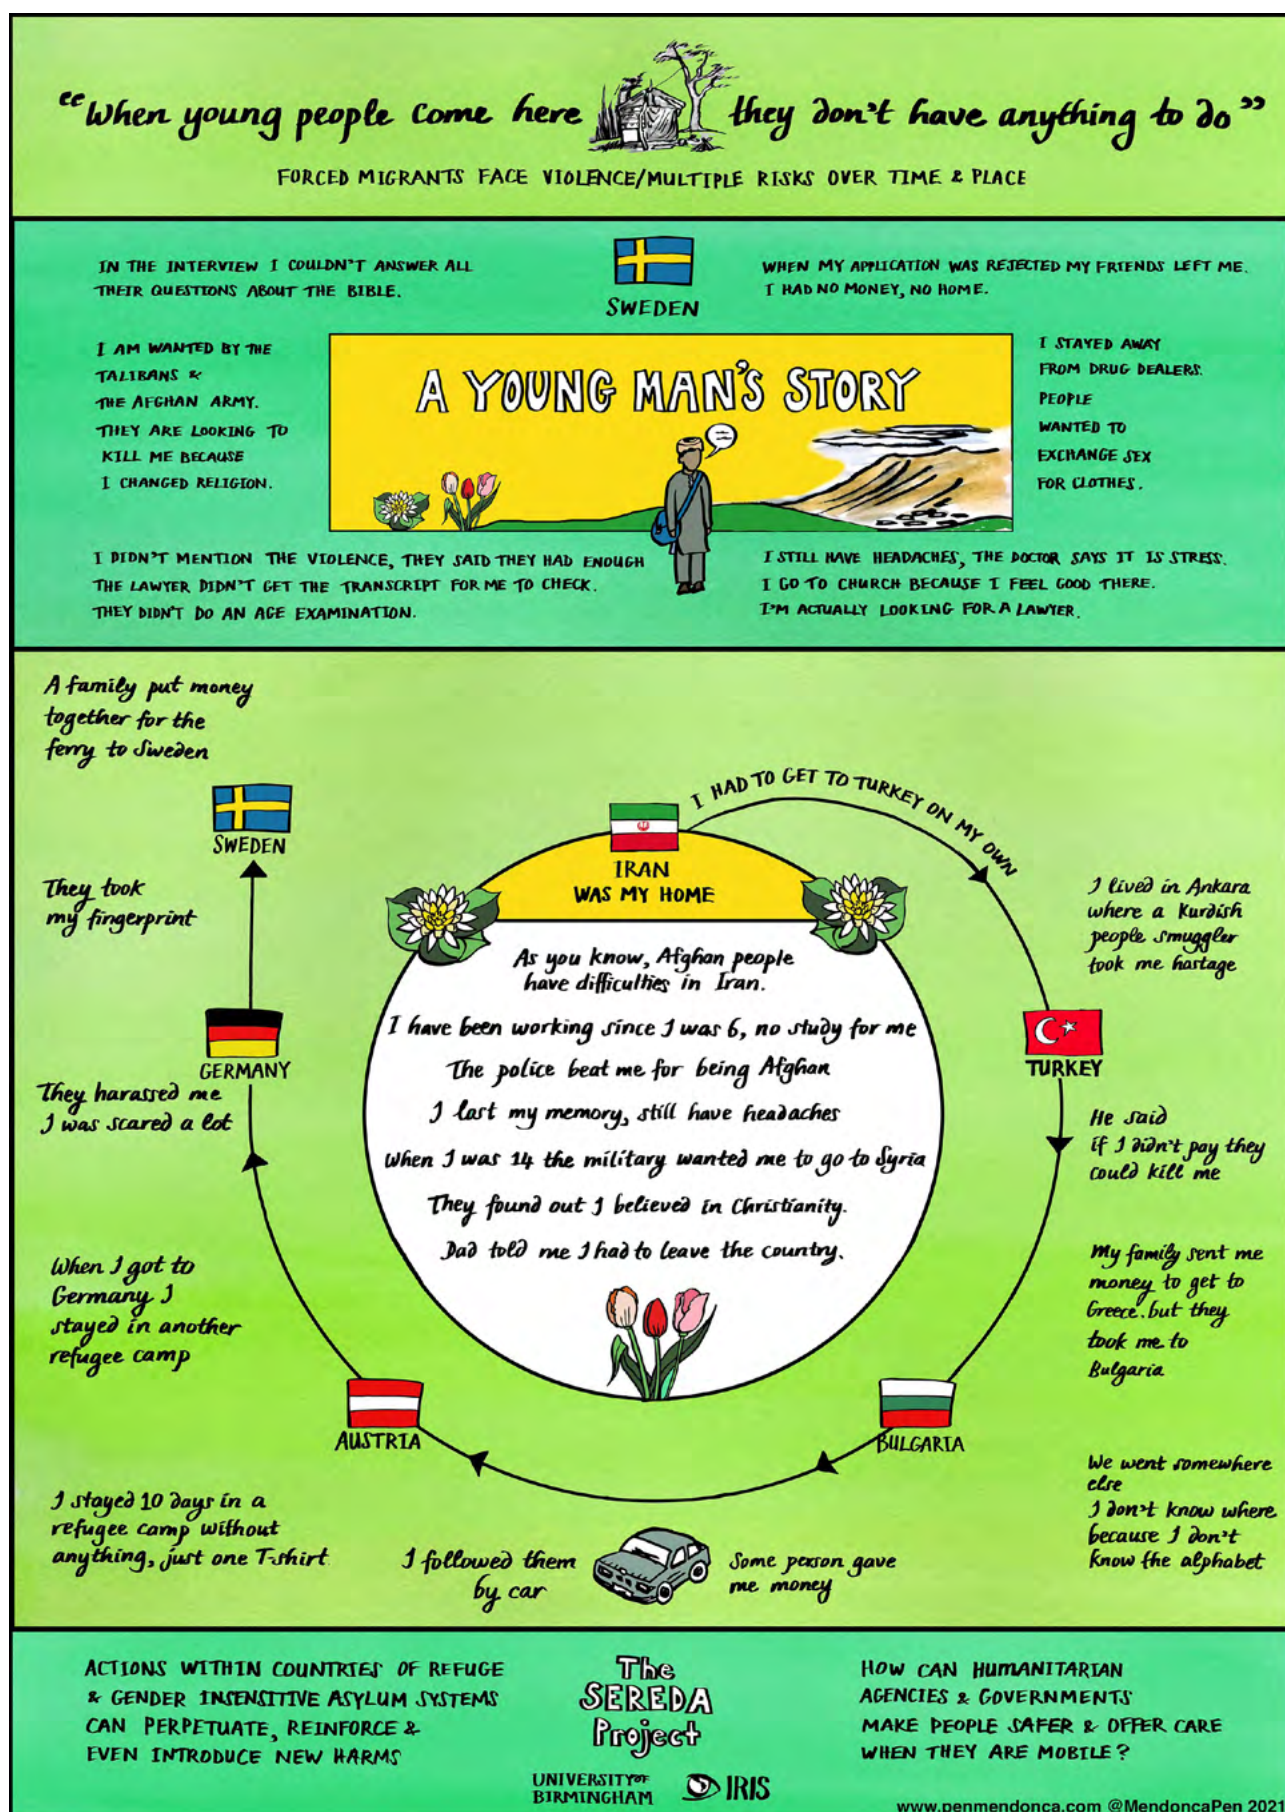 “When young people come here they don't have anything to do”
FORCED MIGRANTS FACE VIOLENCE/MULTIPLE RISKS OVER TIME & PLACE
IN THE INTERVIEW I COULDN'T ANSWER ALL
THEIR QUESTIONS ABOUT THE BIBLE.
SWEDEN
WHEN MY APPLICATION WAS REJECTED MY FRIENDS LEFT ME.
I HAD NO MONEY, NO HOME.
I AM WANTED BY THE
TALIBANS &
THE AFGHAN ARMY.
THEY ARE LOOKING TO
KILL ME BECAUSE
I CHANGED RELIGION.
A YOUNG MAN'S STORY
I STAYED AWAY
FROM DRUG DEALERS.
PEOPLE
WANTED TO
EXCHANGE SEX
FOR CLOTHES.
I DIDN'T MENTION THE VIOLENCE, THEY SAID THEY HAD ENOUGH
THE LAWYER DIDN'T GET THE TRANSCRIPT FOR ME TO CHECK.
THEY DIDN'T DO AN AGE EXAMINATION.
I STILL HAVE HEADACHES, THE DOCTOR SAYS IT IS STRESS.
I GO TO CHURCH BECAUSE I FEEL GOOD THERE.
I'M ACTUALLY LOOKING FOR A LAWYER.
IRAN
WAS MY HOME
As you know, Afghan people
have difficulties in Iran.
I have been working since I was 6, no study for me
The police beat me for being Afghan
I lost my memory, still have headaches
When I was 14 the military wanted me to go to Syria
They found out I believed in Christianity.
Dad told me I had to leave the country.
I HAD TO GET TO TURKEY ON MY OWN
I lived in Ankara
where a Kurdish
people smuggler
took me hostage
TURKEY
He said
if I didn't pay they
could kill me
My family sent me
money to get to
Greece. but they
took me to
Bulgaria
BULGARIA
We went somewhere
else
I don't know where
because I don't
know the alphabet
Some person gave
me money
I followed them
by car
AUSTRIA
I stayed 10 days in a
refugee camp without
anything, just one T-shirt
When I got to
Germany I
stayed in another
refugee camp
GERMANY
They harassed me
I was scared a lot
They took
my fingerprint
SWEDEN
A family put money
together for the
ferry to Sweden
ACTIONS WITHIN COUNTRIES OF REFUGE
& GENDER INSENSITIVE ASYLUM SYSTEMS
CAN PERPETUATE, REINFORCE &
EVEN INTRODUCE NEW HARMS
The
SEREDA
Project
UNIVERSITY OF
BIRMINGHAM
IRIS
HOW CAN HUMANITARIAN
AGENCIES & GOVERNMENTS
MAKE PEOPLE SAFER & OFFER CARE
WHEN THEY ARE MOBILE?
www.penmendonca.com @MendoncaPen 2021